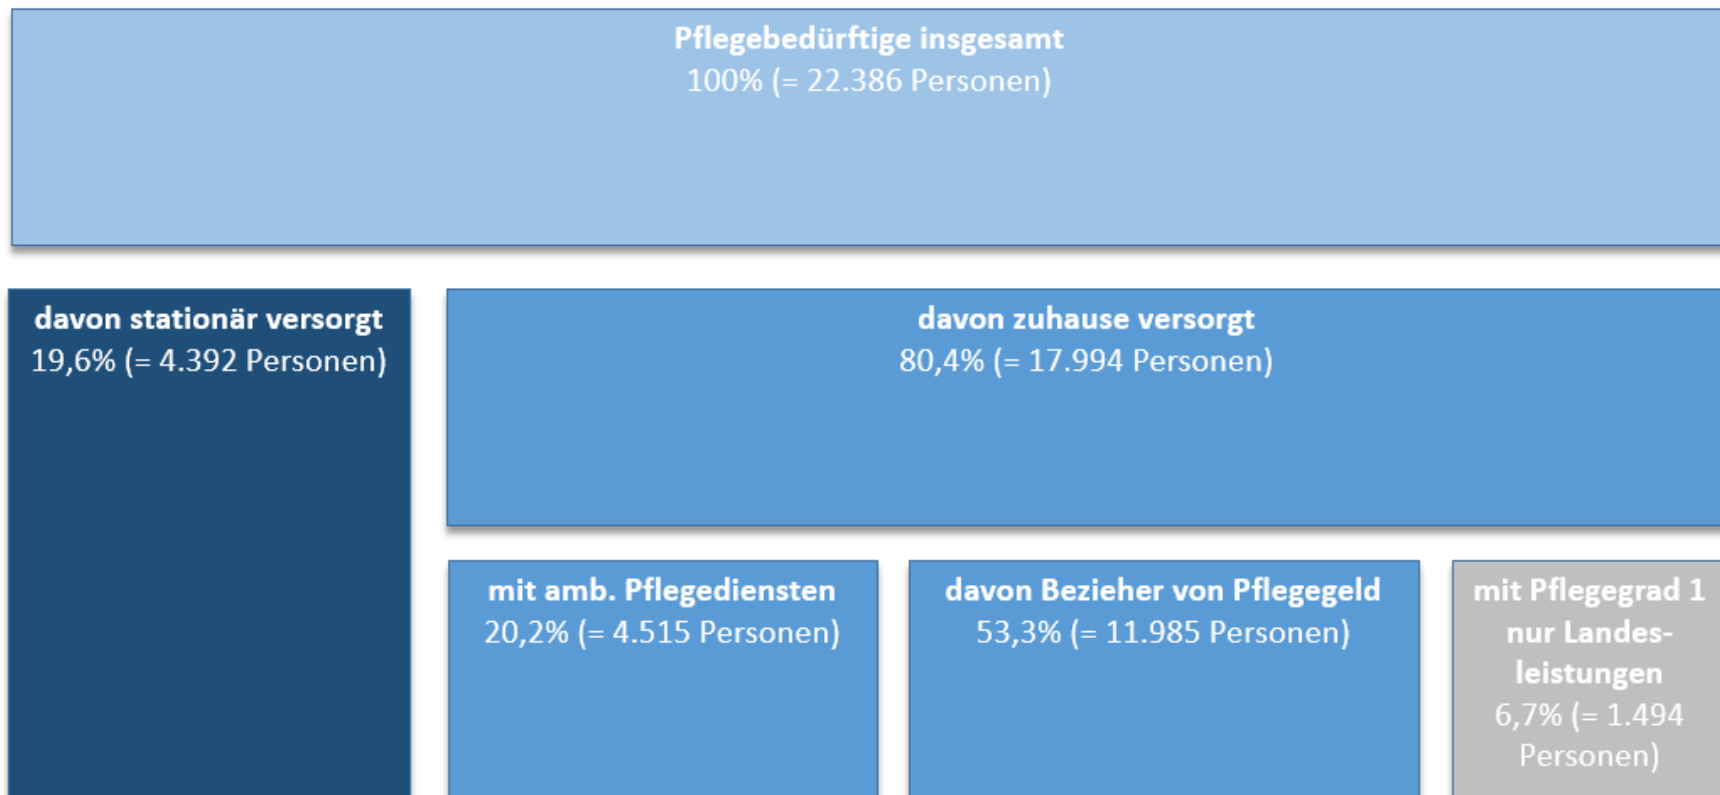 Pflegebedürftige insgesamt
100% (= 22.386 Personen)
davon stationär versorgt
19,6% (= 4.392 Personen)
davon zuhause versorgt
80,4% (= 17.994 Personen)
mit amb. Pflegediensten
20,2% (= 4.515 Personen)
davon Bezieher von Pflegegeld
53,3% (= 11.985 Personen)
mit Pflegegrad 1
nur Landes-
leistungen
6,7% (= 1.494
Personen)